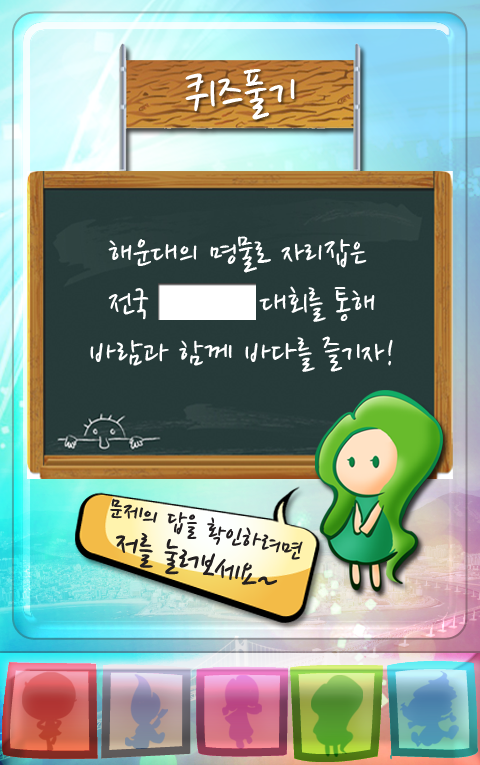 퀴즈풀기
해운대의 명물로 자리잡은
전국 대회를 통해
바람과 함께 바다를 즐기자!
문제의 답을 확인하려면
저를 눌러보세요~